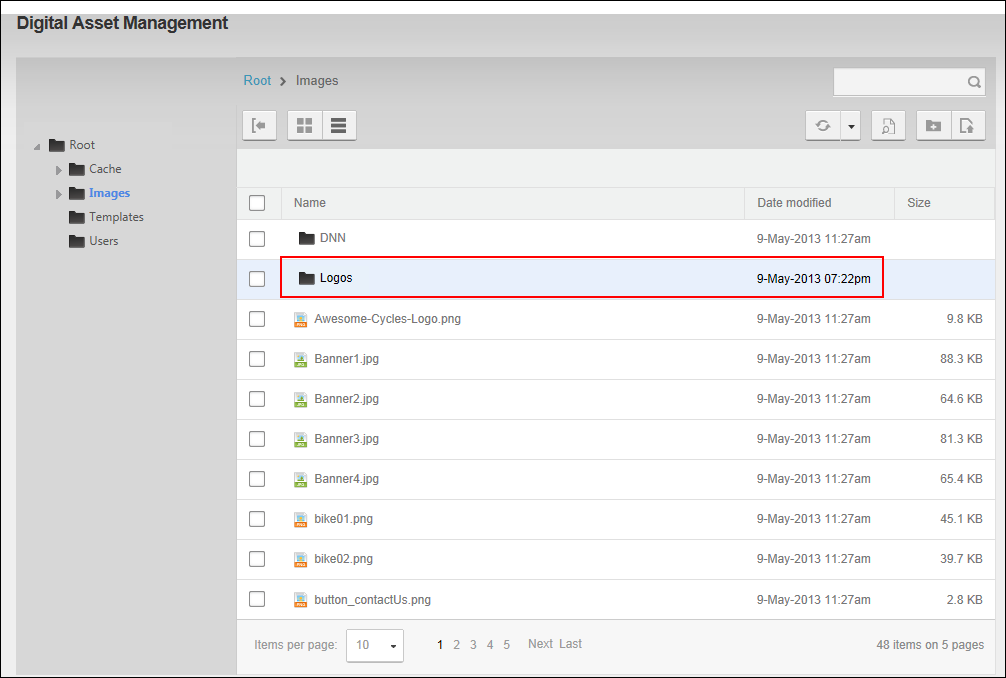 Digital Asset Management
Root > Images
Root
Cache
Images
Templates
Users
Name Date modified Size
DNN 9-May-2013 11:27am
Logos 9-May-2013 07:22pm
Awesome-Cycles-Logo.png 9-May-2013 11:27am 9.8 KB
Banner1.jpg 9-May-2013 11:27am 88.3 KB
Banner2.jpg 9-May-2013 11:27am 64.6 KB
Banner3.jpg 9-May-2013 11:27am 81.3 KB
Banner4.jpg 9-May-2013 11:27am 65.4 KB
bike01.png 9-May-2013 11:27am 45.1 KB
bike02.png 9-May-2013 11:27am 39.7 KB
button_contactUs.png 9-May-2013 11:27am 2.8 KB
Items per page: 10 1 2 3 4 5 Next Last 48 items on 5 pages